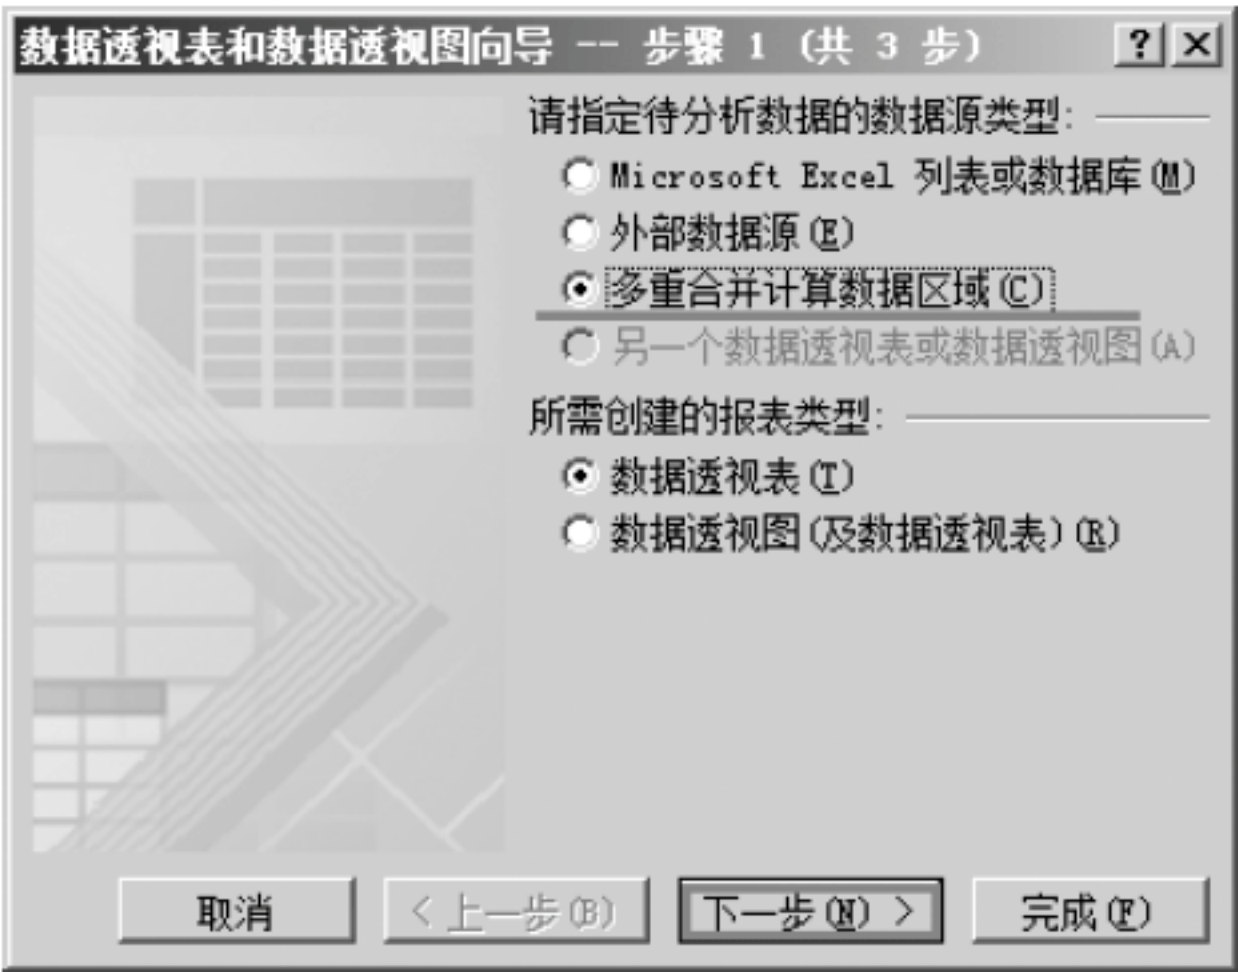 数据透视表和数据透视图向导 -- 步骤 1 (共 3 步)
请指定待分析数据的数据源类型:
Microsoft Excel 列表或数据库(M)
外部数据源(E)
多重合并计算数据区域(C)
另一个数据透视表或数据透视图(A)
所需创建的报表类型:
数据透视表(T)
数据透视图(及数据透视表)(R)
取消 < 上一步(B) 下一步(N) > 完成(F)